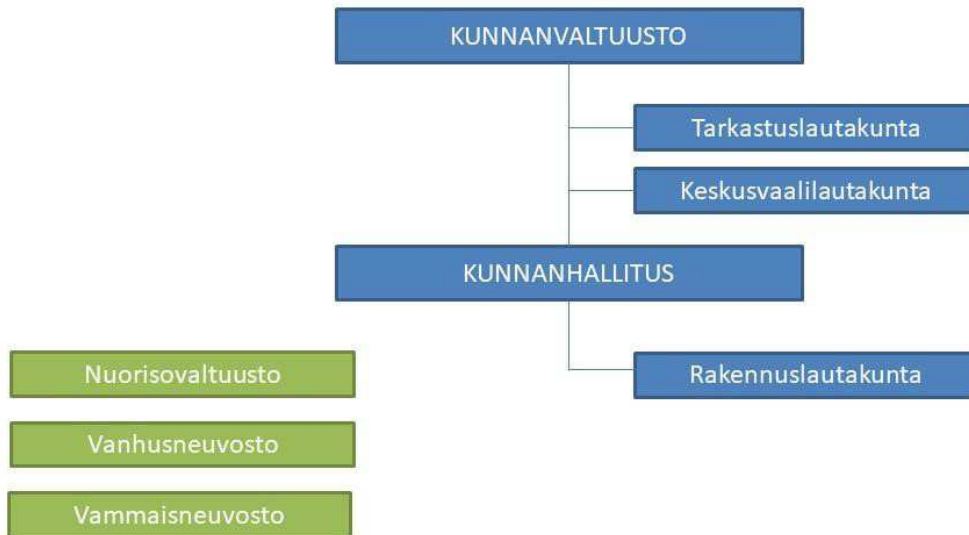 KUNNANVALTUUSTO
Tarkastuslautakunta
Keskusvaalilautakunta
KUNNANHALLITUS
Nuorisovaltuusto
Rakennuslautakunta
Vanhusneuvosto
Vammaisneuvosto